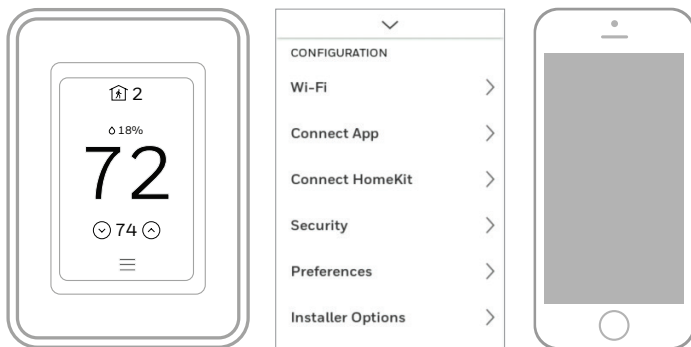 2
18%
72
74
CONFIGURATION
Wi-Fi
Connect App
Connect HomeKit
Security
Preferences
Installer Options